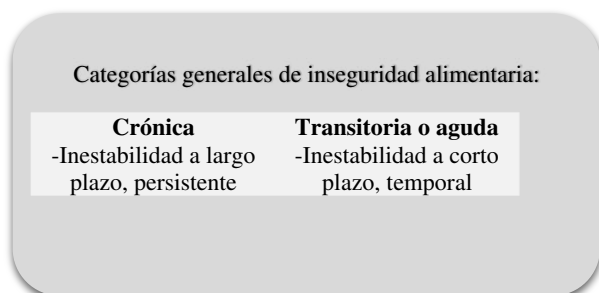 Categorías generales de inseguridad alimentaria:
Crónica
-Inestabilidad a largo
plazo, persistente
Transitoria o aguda
-Inestabilidad a corto
plazo, temporal